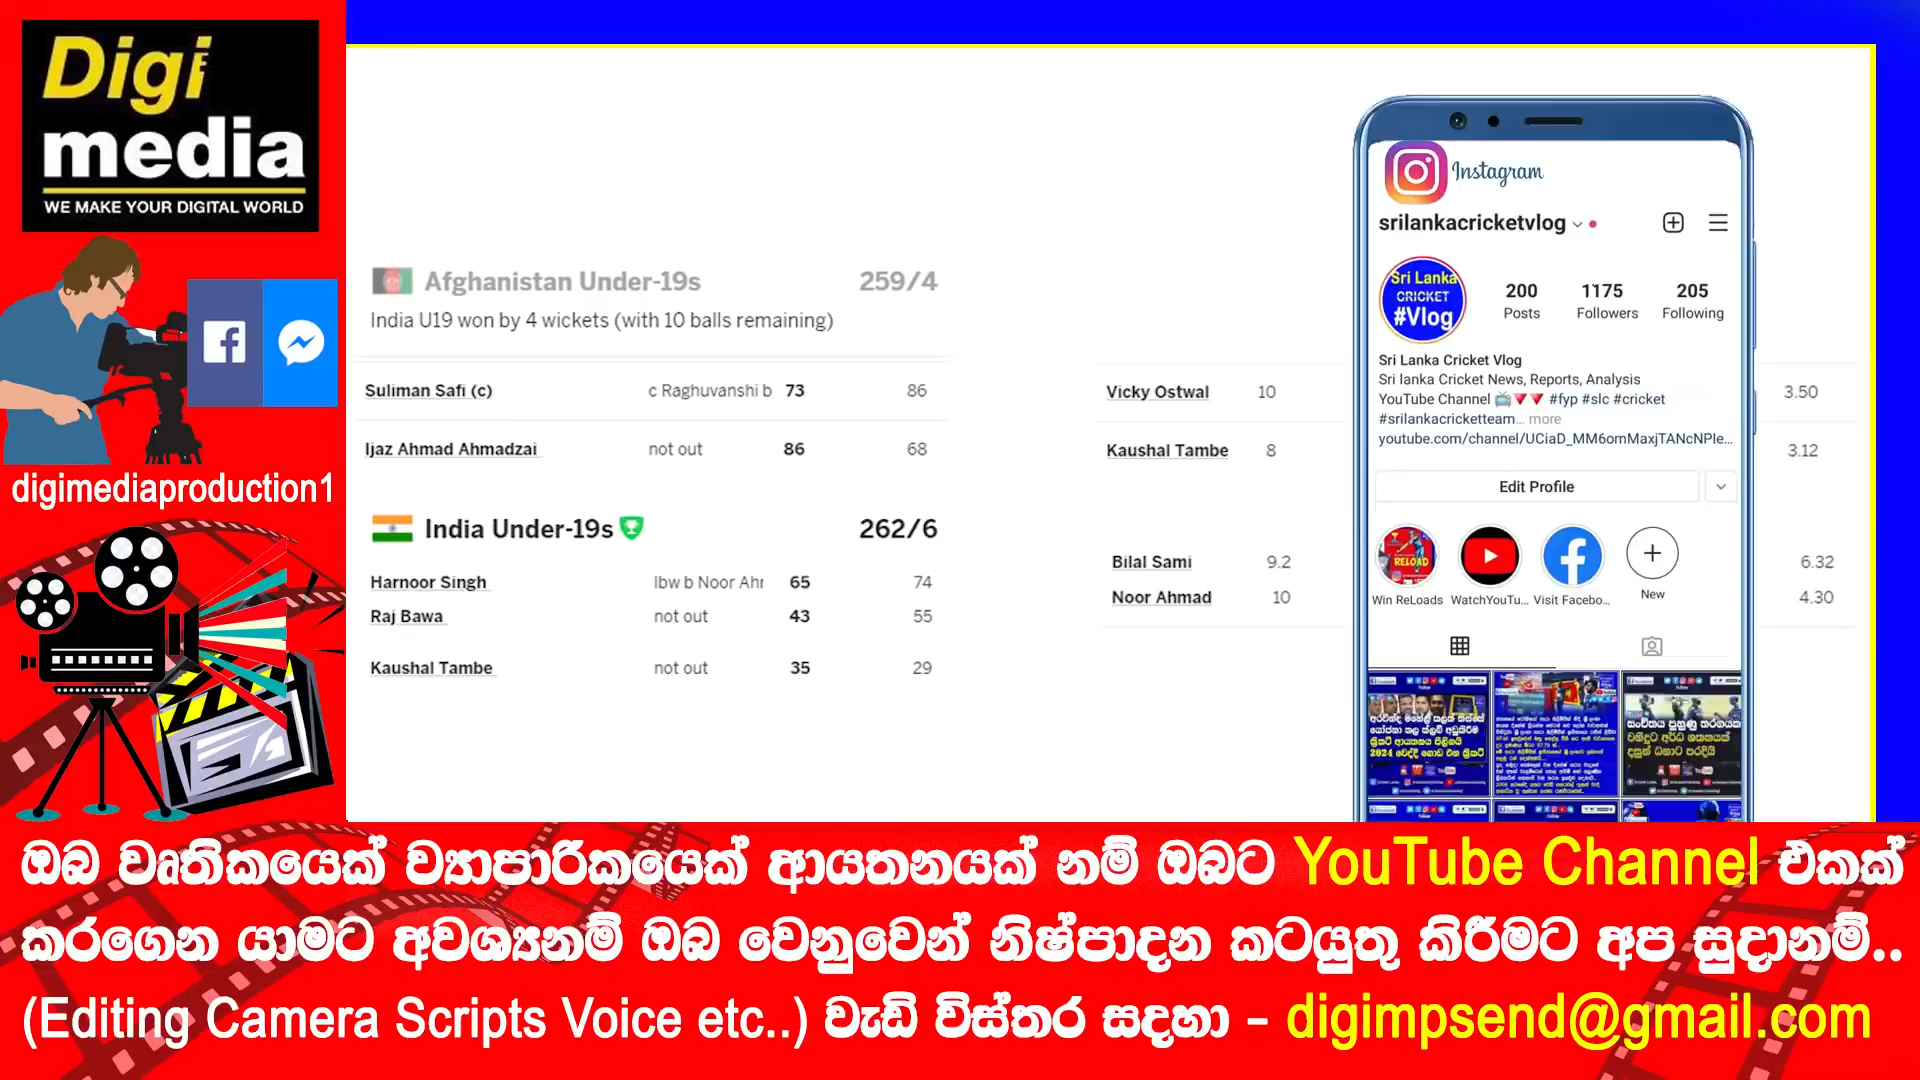 Digi
media
WE MAKE YOUR DIGITAL WORLD
digimediaproduction1
Afghanistan Under-19s 259/4
India U19 won by 4 wickets (with 10 balls remaining)
Suliman Safi (c) c Raghuvanshi b 73 86
Ijaz Ahmad Ahmadzai not out 86 68
India Under-19s 262/6
Harnoor Singh lbw b Noor Ahr 65 74
Raj Bawa not out 43 55
Kaushal Tambe not out 35 29
Vicky Ostwal 10 3.50
Kaushal Tambe 8 3.12
Bilal Sami 9.2 6.32
Noor Ahmad 10 4.30
Instagram
srilankacricketvlog
Sri Lanka
CRICKET
#Vlog
200 1175 205
Posts Followers Following
Sri Lanka Cricket Vlog
Sri lanka Cricket News, Reports, Analysis
YouTube Channel 📺🔻🔻 #fyp #slc #cricket
#srilankacricketteam... more
youtube.com/channel/UCiaD_MM6omMaxjTANcNPle...
Edit Profile
RELOAD
Win ReLoads WatchYouTu... Visit Facebo... New
ඔබ වෘතිකයෙක් ව්‍යාපාරිකයෙක් ආයතනයක් නම් ඔබට YouTube Channel එකක්
කරගෙන යාමට අවශ්‍යනම් ඔබ වෙනුවෙන් නිෂ්පාදන කටයුතු කිරීමට අප සුදානම්..
(Editing Camera Scripts Voice etc..) වැඩි විස්තර සදහා - digimpsend@gmail.com